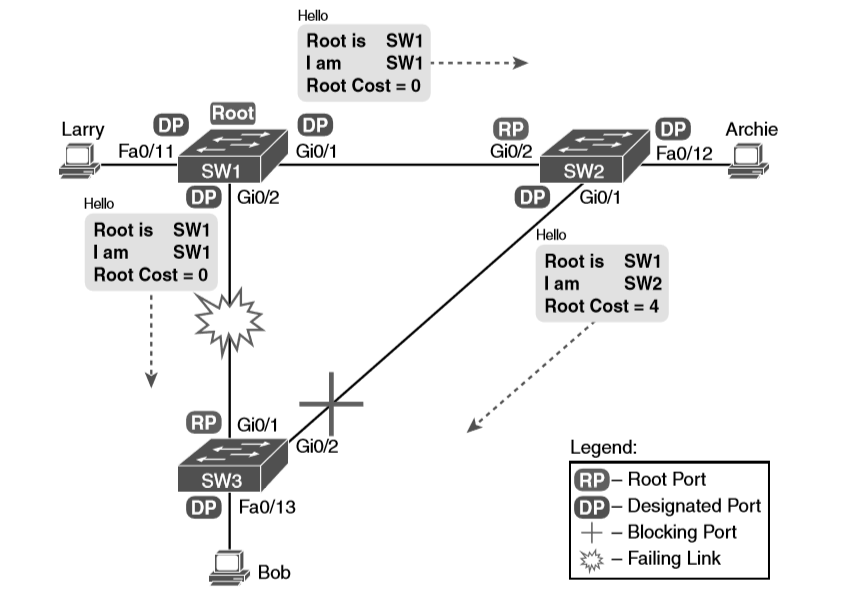 Hello
Root is SW1
I am SW1
Root Cost = 0
Larry
DP
Root
DP
RP
DP
Archie
Fa0/11
Gi0/1
Gi0/2
Fa0/12
SW1
SW2
DP
Gi0/2
DP
Gi0/1
Hello
Root is SW1
I am SW1
Root Cost = 0
Hello
Root is SW1
I am SW2
Root Cost = 4
RP
Gi0/1
Gi0/2
SW3
DP
Fa0/13
Bob
Legend:
RP – Root Port
DP – Designated Port
– Blocking Port
– Failing Link